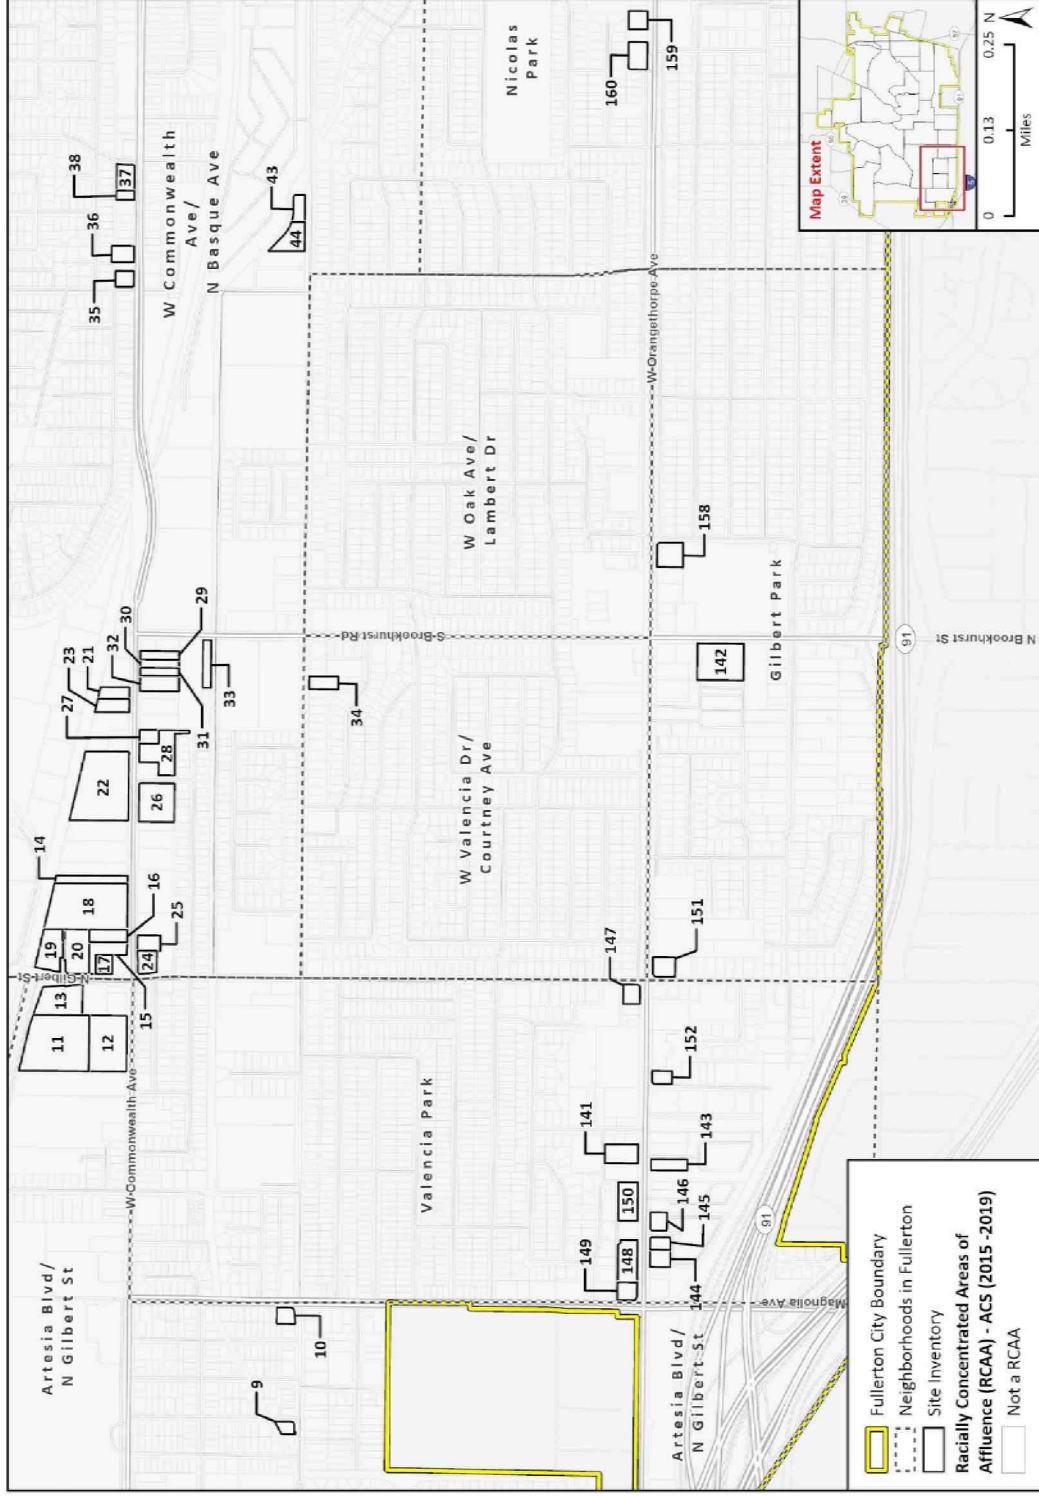 Artesia Blvd/
N Gilbert St
W Commonwealth
Ave/
N Basque Ave
Nicolas
Park
W Oak Ave/
Lambert Dr
W Valencia Dr/
Courtney Ave
Valencia Park
Gilbert Park
Artesia Blvd/
N Gilbert St
W Commonwealth Ave
N Gilbert St
S Brookhurst Rd
W Orangethorpe Ave
Magnolia Ave
N Brookhurst St
91
91
9
10
11
12
13
14
15
16
17
18
19
20
21
22
23
24
25
26
27
28
29
30
31
32
33
34
35
36
37
38
43
44
141
142
143
144
145
146
147
148
149
150
151
152
158
159
160
Fullerton City Boundary
Neighborhoods in Fullerton
Site Inventory
Racially Concentrated Areas of
Affluence (RCAA) - ACS (2015 -2019)
Not a RCAA
Map Extent
0 0.13 0.25 N
Miles